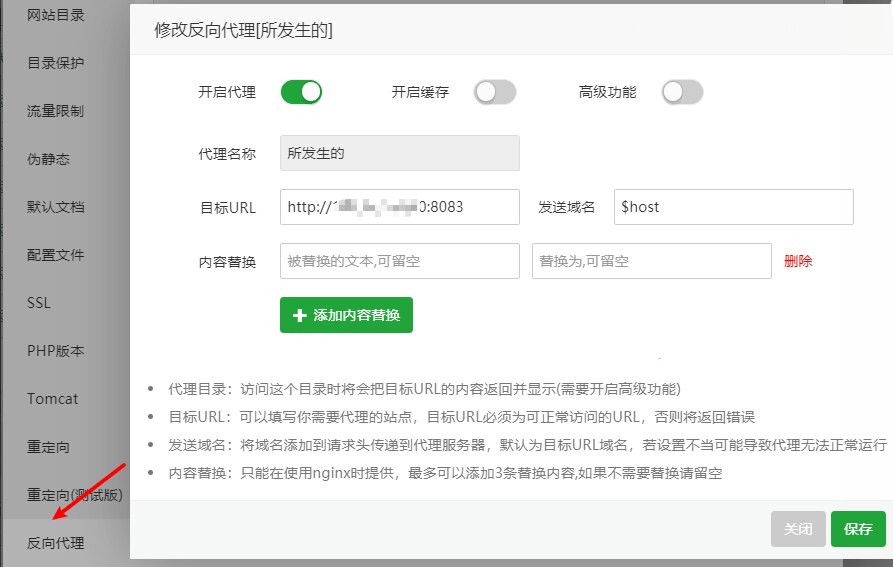 网站目录
目录保护
流量限制
伪静态
默认文档
配置文件
SSL
PHP版本
Tomcat
重定向
重定向(测试版)
反向代理
修改反向代理[所发生的]
开启代理 开启缓存 高级功能
代理名称 所发生的
目标URL http:// 0:8083 发送域名 $host
内容替换 被替换的文本,可留空 替换为,可留空 删除
添加内容替换
代理目录：访问这个目录时将会把目标URL的内容返回并显示(需要开启高级功能)
目标URL：可以填写你需要代理的站点，目标URL必须为可正常访问的URL，否则将返回错误
发送域名：将域名添加到请求头传递到代理服务器，默认为目标URL域名，若设置不当可能导致代理无法正常运行
内容替换：只能在使用nginx时提供，最多可以添加3条替换内容,如果不需要替换请留空
关闭 保存